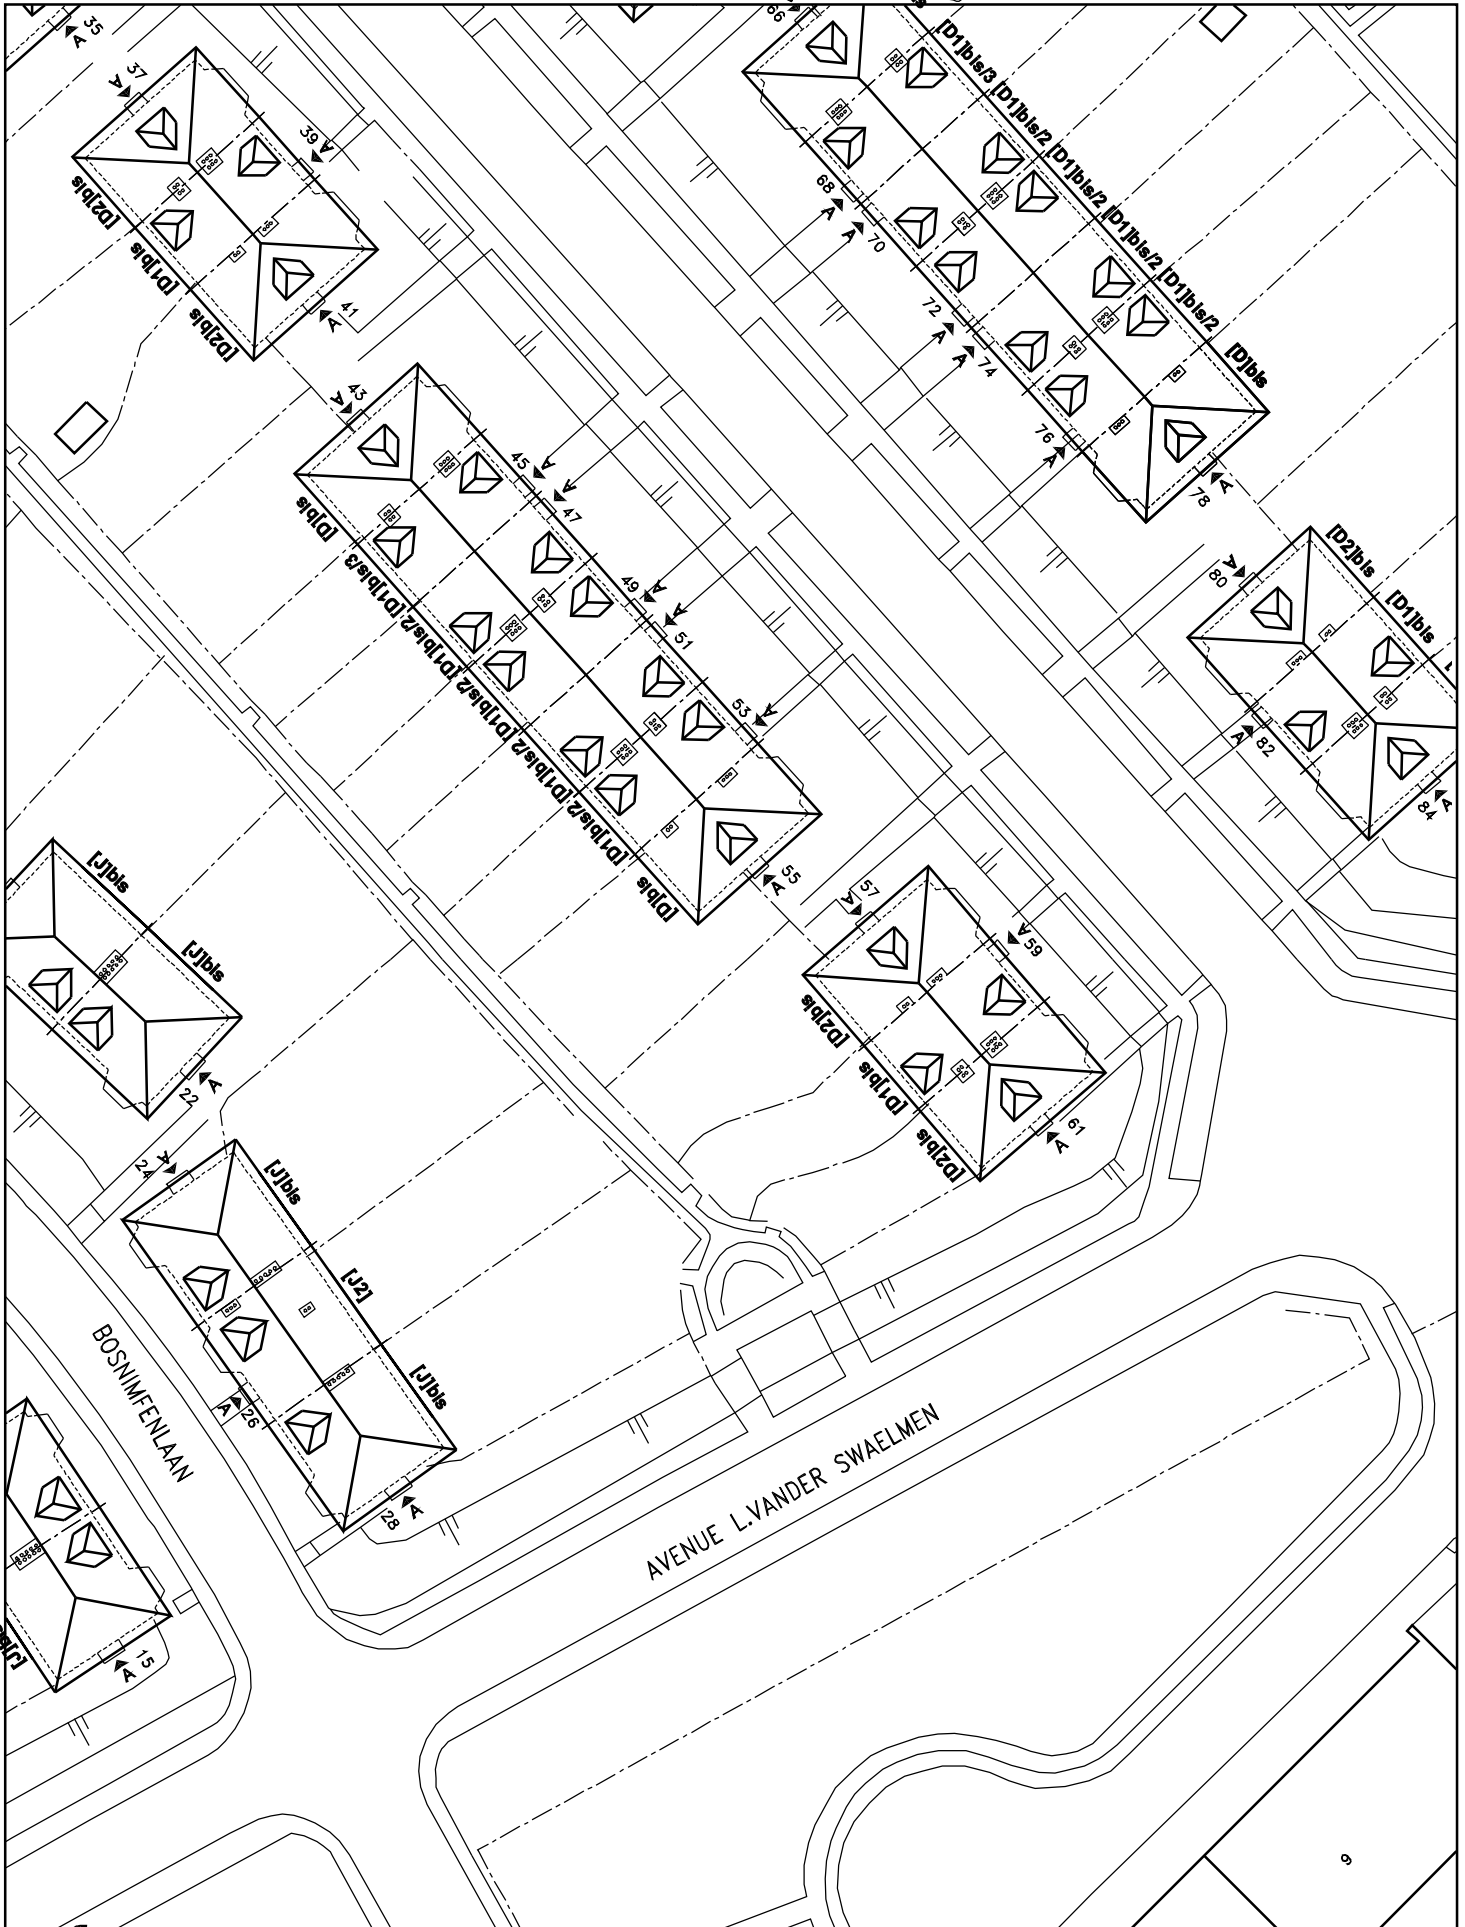 35
A
37
A
39
A
[D2]bis
[D1]bis
[D2]bis
41
A
66
[D1]bis/3
[D1]bis/2
[D1]bis/2
[D1]bis/2
[D1]bis/2
[D]bis
68
A
A
70
72
A
A
74
76
A
A
78
43
A
[D]bis
[D1]bis/3
[D1]bis/2
[D1]bis/2
[D1]bis/2
[D1]bis/2
[D]bis
45
A
A
47
49
A
A
51
53
A
55
A
80
A
[D2]bis
[D1]bis
A
82
84
A
57
A
A
59
[D2]bis
[D1]bis
[D2]bis
61
A
[J]bis
[J]bis
22
A
24
A
[J]bis
[J2]
[J]bis
A
26
28
A
BOSNIMFENLAAN
15
A
AVENUE L.VANDER SWAELMEN
9